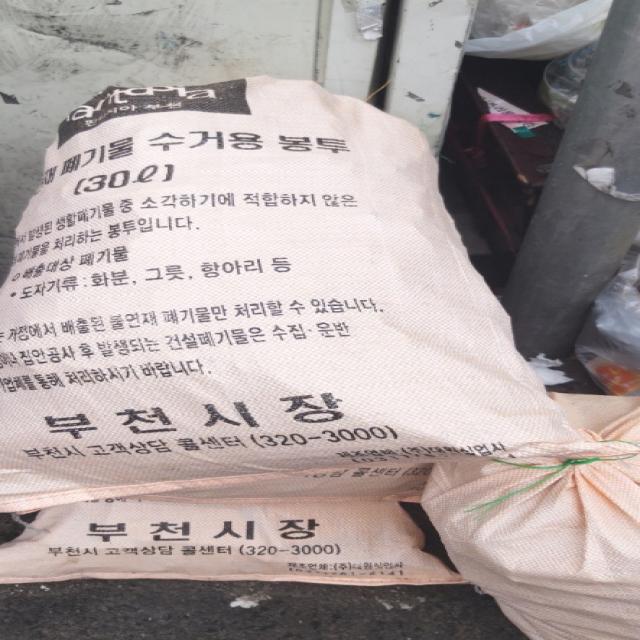 폐기물 수거용 봉투
(30ℓ)
생활폐기물 중 소각하기에 적합하지 않은
폐기물을 처리하는 봉투입니다.
배출대상 폐기물
• 도자기류 : 화분, 그릇, 항아리 등
가정에서 배출된 불연재 폐기물만 처리할 수 있습니다.
집안공사 후 발생되는 건설폐기물은 수집·운반
처리하시기 바랍니다.
부천시장
부천시 고객상담 콜센터 (320-3000)
부천시장
부천시 고객상담 콜센터 (320-3000)